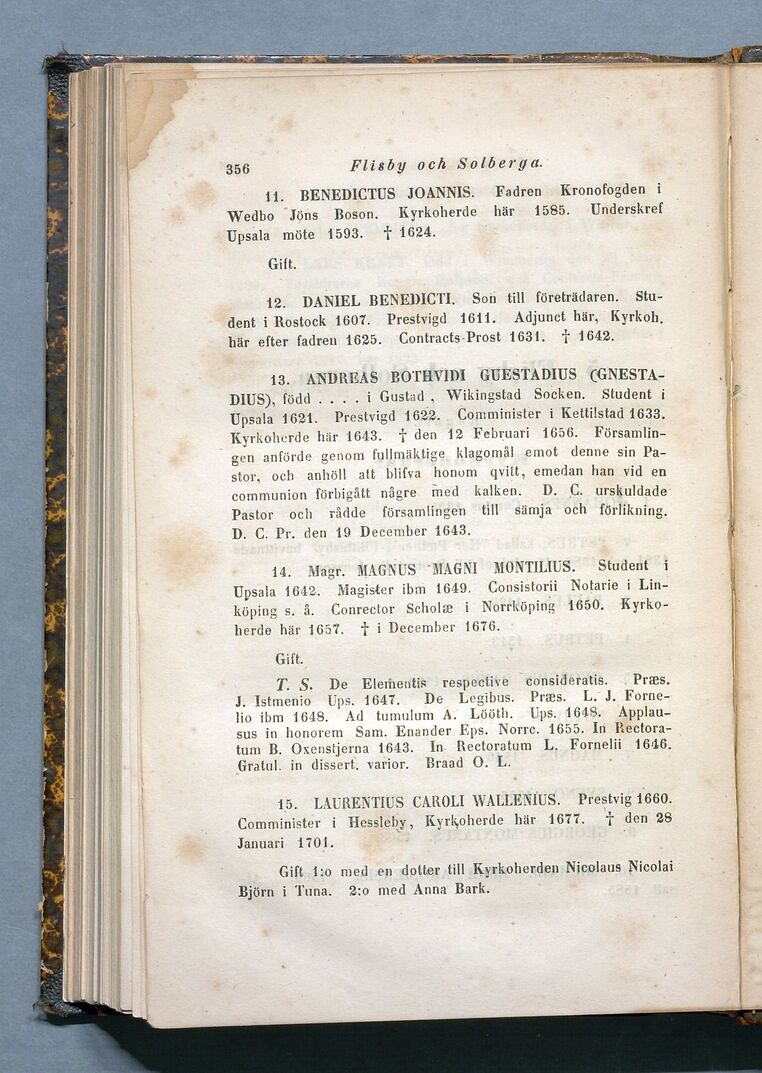 356 Flisby och Solberga.
11. BENEDICTUS JOANNIS. Fadren Kronofogden i
Wedbo Jöns Boson. Kyrkoherde här 1585. Underskref
Upsala möte 1593. † 1624.
Gift.
12. DANIEL BENEDICTI. Son till företrädaren. Stu-
dent i Rostock 1607. Prestvigd 1611. Adjunct här, Kyrkoh.
här efter fadren 1625. Contracts-Prost 1631. † 1642.
13. ANDREAS BOTHVIDI GUESTADIUS (GNESTA-
DIUS), född . . . . i Gustad , Wikingstad Socken. Student i
Upsala 1621. Prestvigd 1622. Comminister i Kettilstad 1633.
Kyrkoherde här 1643. † den 12 Februari 1656. Församlin-
gen anförde genom fullmäktige klagomål emot denne sin Pa-
stor, och anhöll att blifva honom qvitt, emedan han vid en
communion förbigått någre med kalken. D. C. urskuldade
Pastor och rådde församlingen till sämja och förlikning.
D. C. Pr. den 19 December 1643.
14. Magr. MAGNUS MAGNI MONTILIUS. Student i
Upsala 1642. Magister ibm 1649. Consistorii Notarie i Lin-
köping s. å. Conrector Scholæ i Norrköping 1650. Kyrko-
herde här 1657. † i December 1676.
Gift.
T. S. De Elementis respective consideratis. Præs.
J. Istmenio Ups. 1647. De Legibus. Præs. L. J. Forne-
lio ibm 1648. Ad tumulum A. Lööth. Ups. 1648. Applau-
sus in honorem Sam. Enander Eps. Norrc. 1655. In Rectora-
tum B. Oxenstjerna 1643. In Rectoratum L. Fornelii 1646.
Gratul. in dissert. varior. Braad O. L.
15. LAURENTIUS CAROLI WALLENIUS. Prestvig 1660.
Comminister i Hessleby, Kyrkoherde här 1677. † den 28
Januari 1701.
Gift 1:o med en dotter till Kyrkoherden Nicolaus Nicolai
Björn i Tuna. 2:o med Anna Bark.